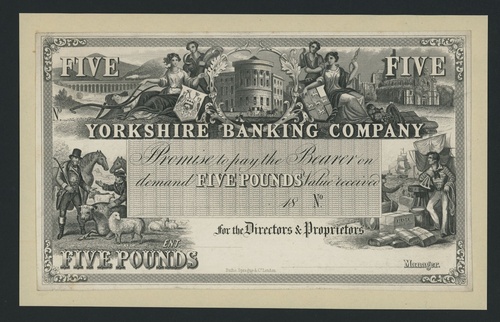 FIVE FIVE
YORKSHIRE BANKING COMPANY
Promise to pay the Bearer on
demand FIVE POUNDS Value received
18 No
For the Directors & Proprietors
ENT.
FIVE POUNDS
Manager.